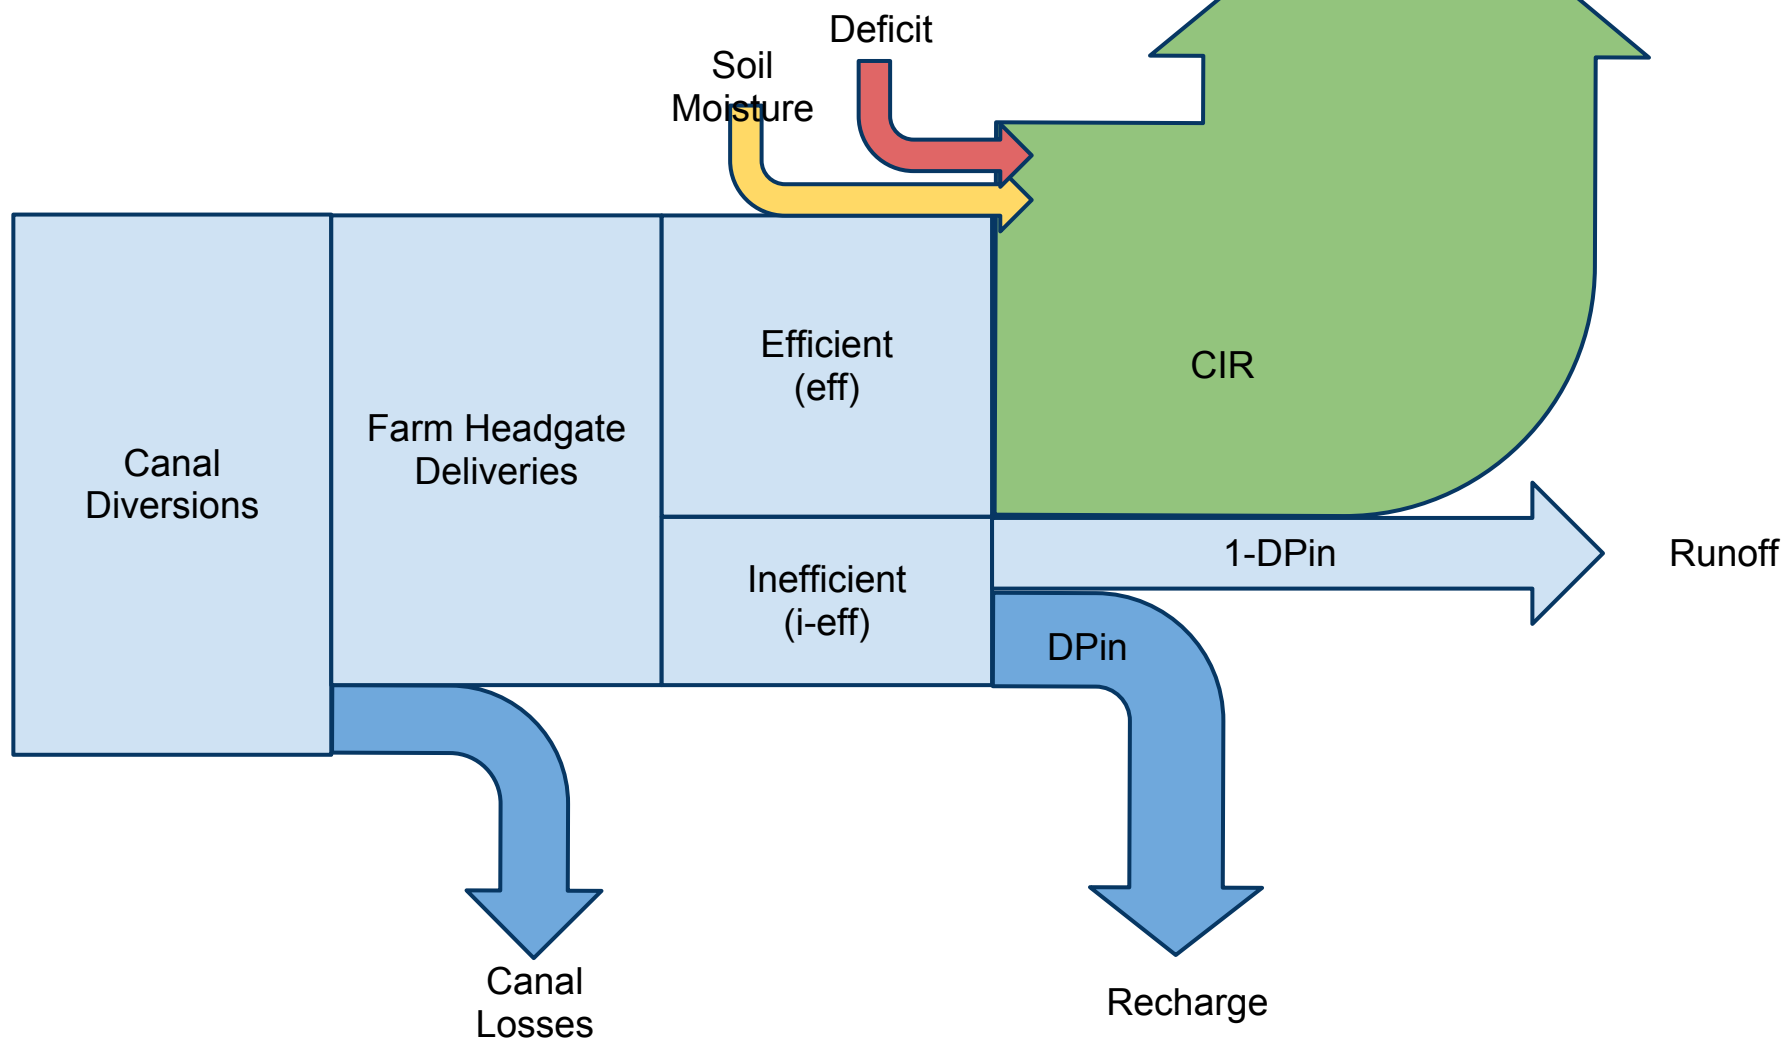 Deficit
Soil
Moisture
Efficient
(eff)
CIR
Farm Headgate
Deliveries
Canal
Diversions
1-DPin
Runoff
Inefficient
(i-eff)
DPin
Canal
Losses
Recharge